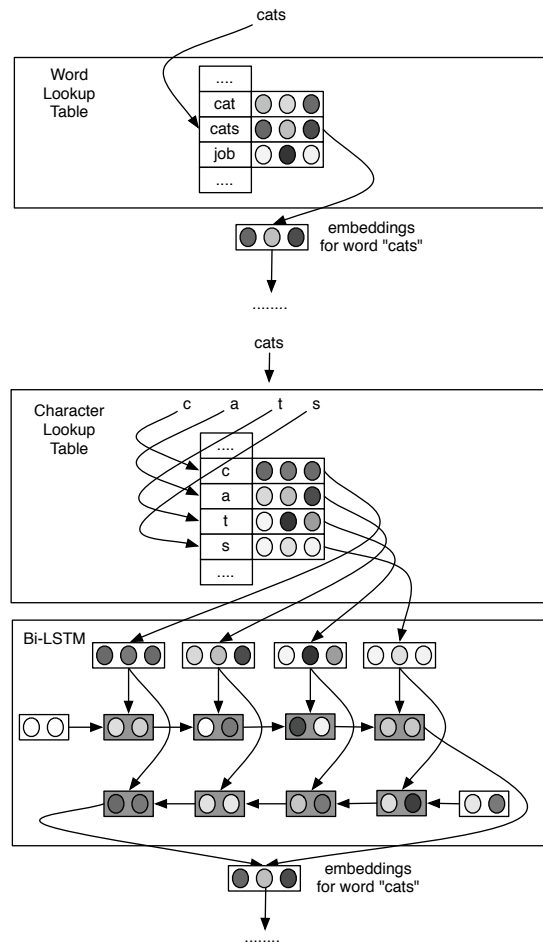 cats
Word
Lookup
Table
....
cat
cats
job
....
embeddings
for word "cats"
........
cats
Character
Lookup
Table
c a t s
....
c
a
t
s
....
Bi-LSTM
embeddings
for word "cats"
........